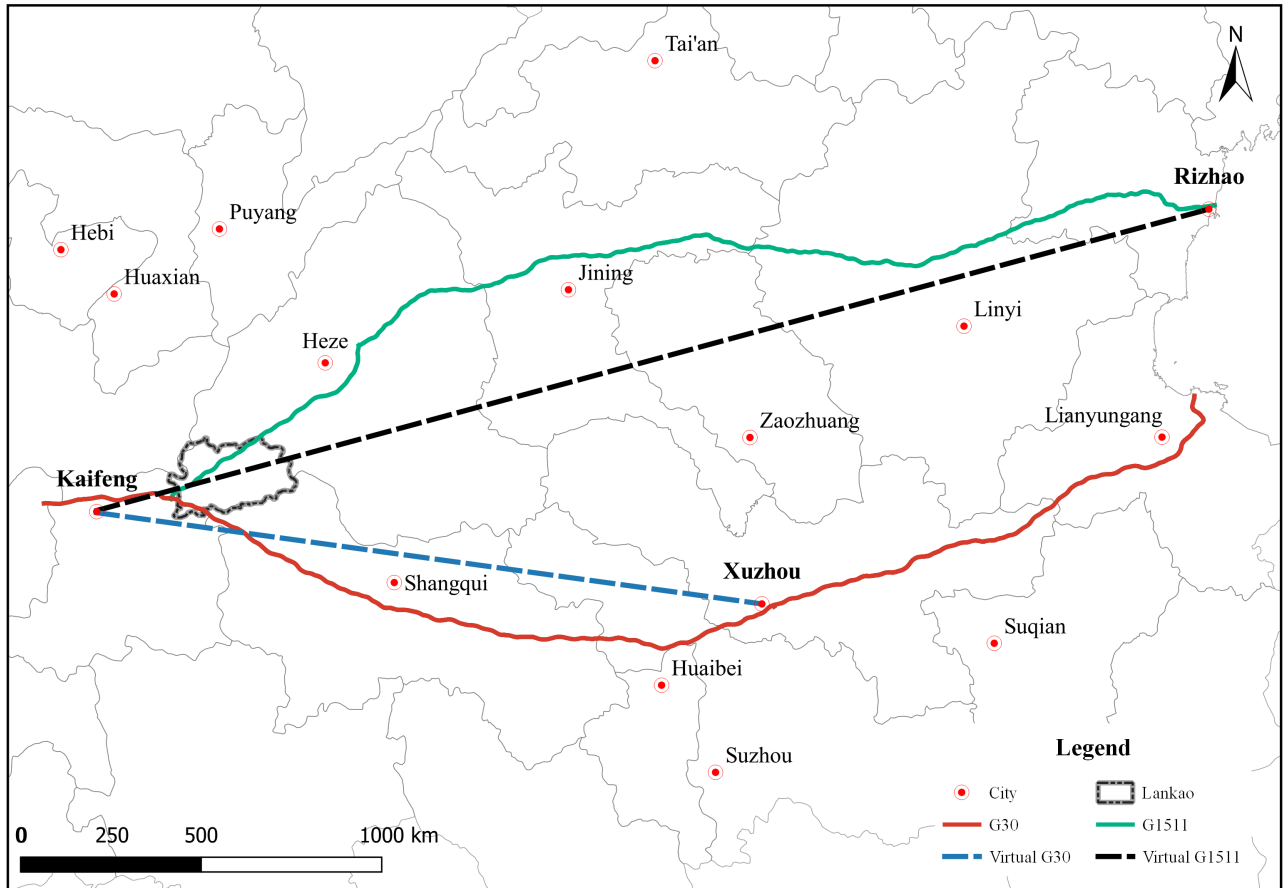 Tai'an
N
Rizhao
Puyang
Hebi
Huaxian
Jining
Linyi
Heze
Zaozhuang
Lianyungang
Kaifeng
Xuzhou
Shangqui
Suqian
Huaibei
Suzhou
Legend
City
Lankao
G30
G1511
Virtual G30
Virtual G1511
0 250 500 1000 km